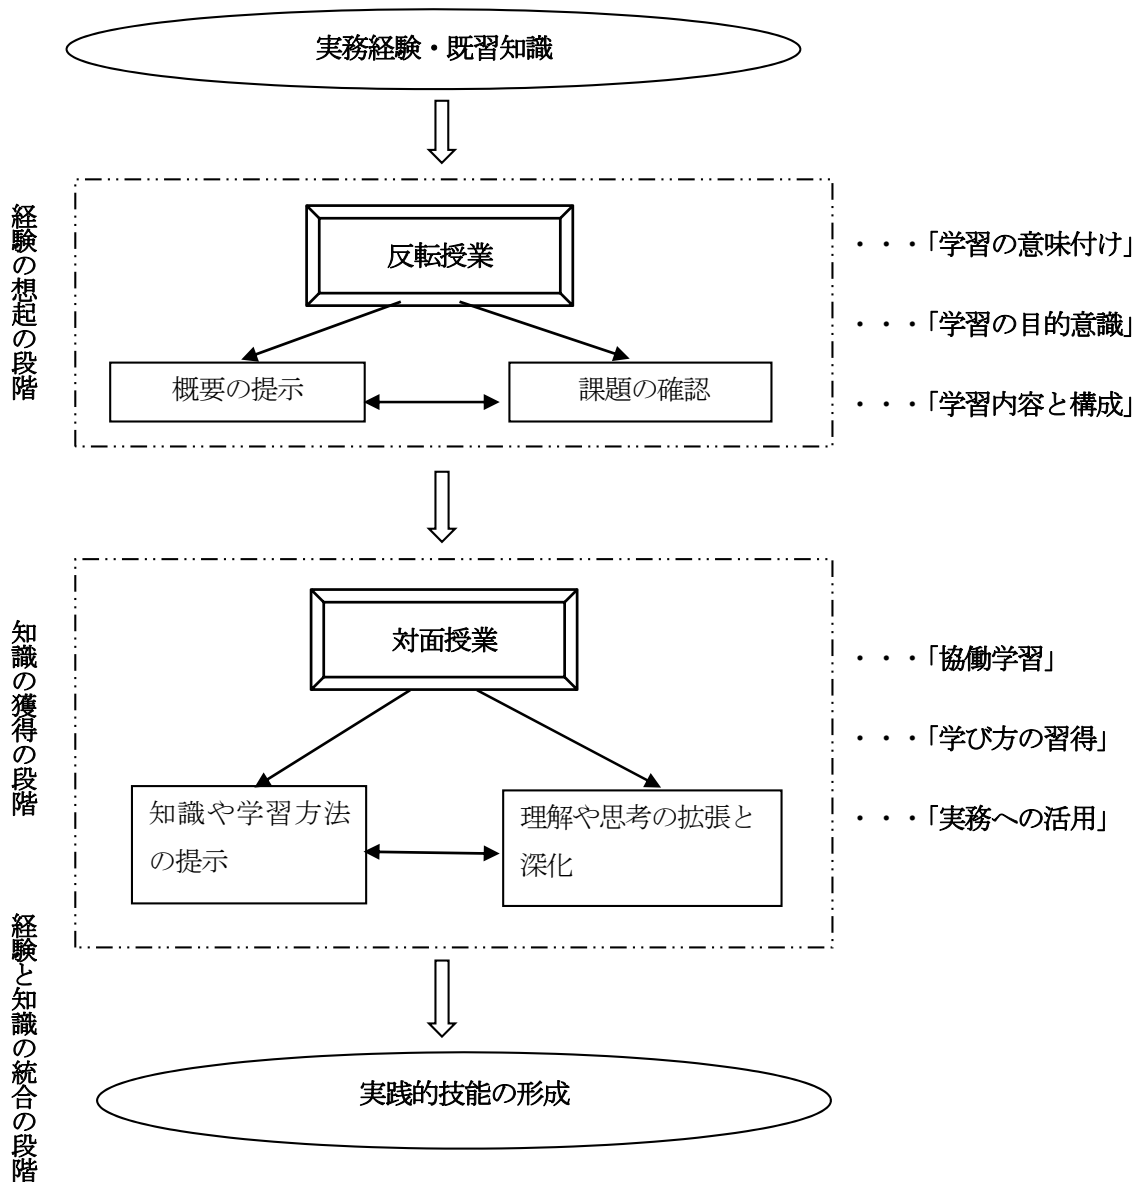 実務経験・既習知識
経験の想起の段階
反転授業
・・・「学習の意味付け」
・・・「学習の目的意識」
概要の提示
課題の確認
・・・「学習内容と構成」
知識の獲得の段階
対面授業
・・・「協働学習」
・・・「学び方の習得」
知識や学習方法
の提示
理解や思考の拡張と
深化
・・・「実務への活用」
経験と知識の統合の段階
実践的技能の形成